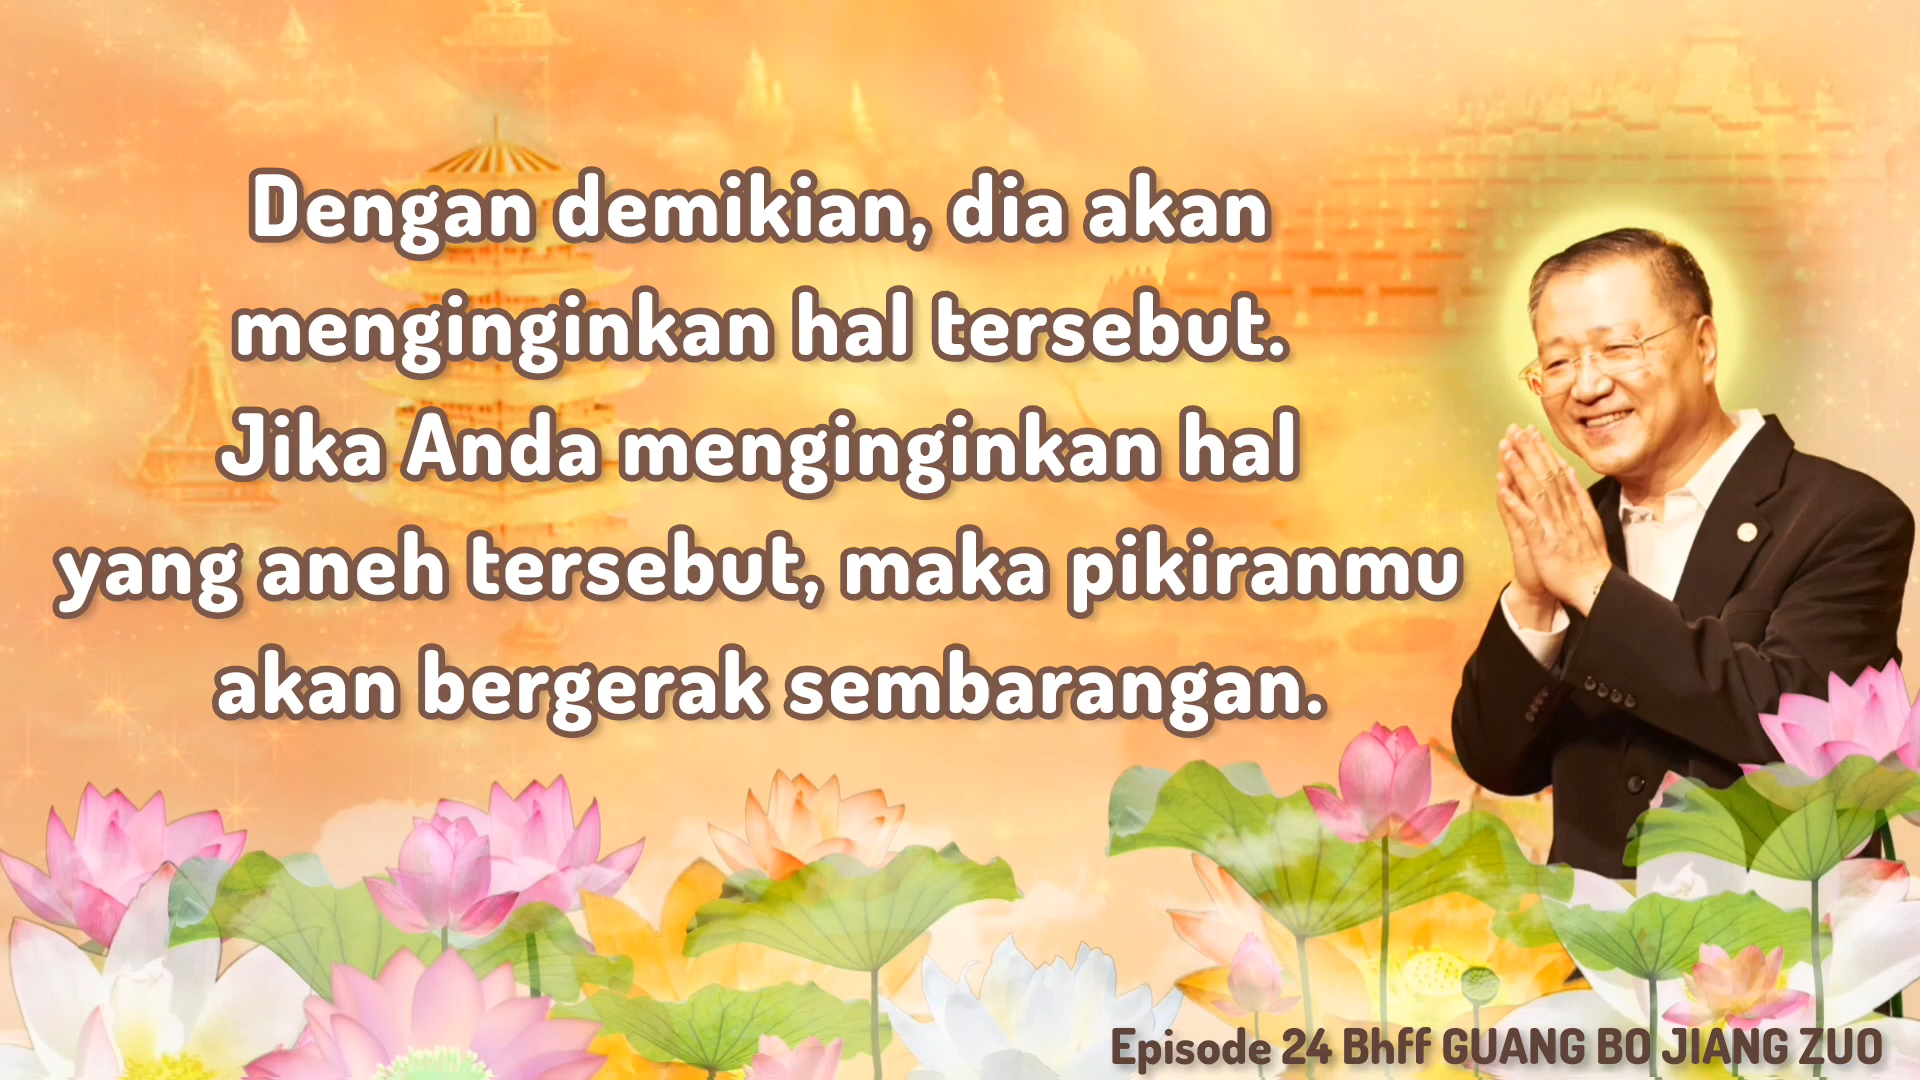 Dengan demikian, dia akan
menginginkan hal tersebut.
Jika Anda menginginkan hal
yang aneh tersebut, maka pikiranmu
akan bergerak sembarangan.
Episode 24 Bhff GUANG BO JIANG ZUO